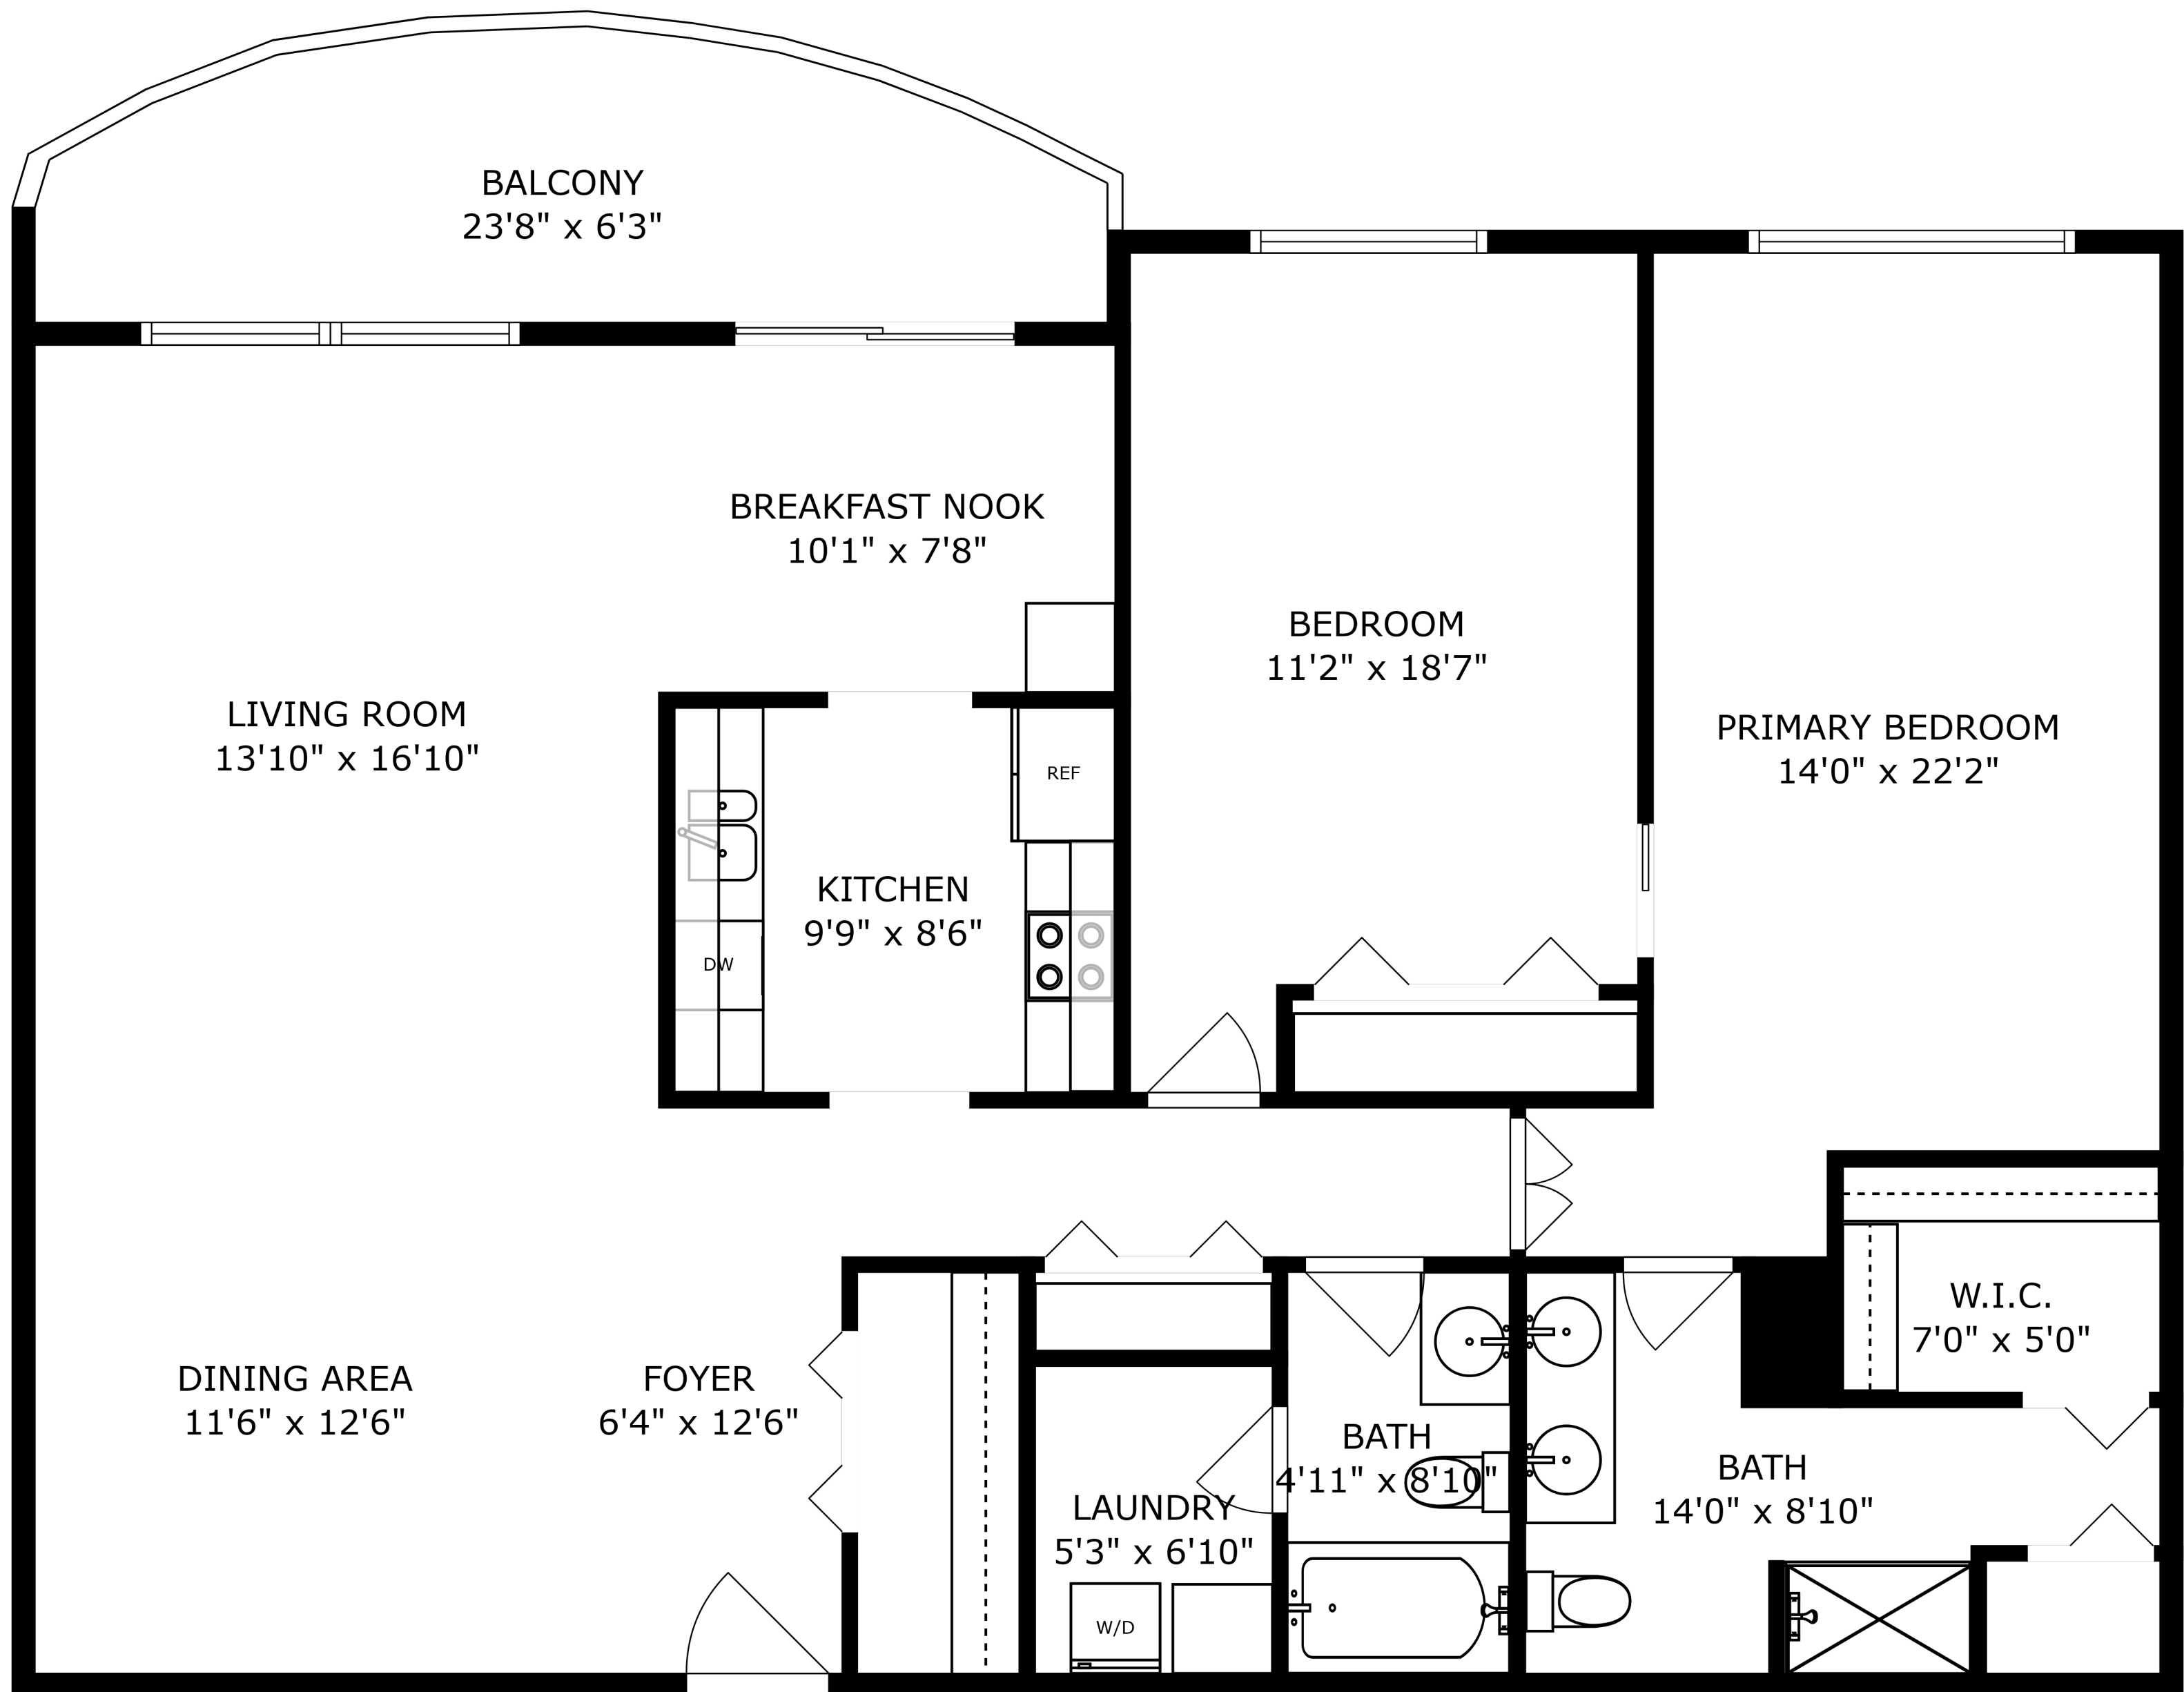 BALCONY
23'8" x 6'3"
BREAKFAST NOOK
10'1" x 7'8"
BEDROOM
11'2" x 18'7"
LIVING ROOM
13'10" x 16'10"
PRIMARY BEDROOM
14'0" x 22'2"
REF
KITCHEN
9'9" x 8'6"
DW
W.I.C.
7'0" x 5'0"
DINING AREA
11'6" x 12'6"
FOYER
6'4" x 12'6"
BATH
4'11" x 8'10"
BATH
14'0" x 8'10"
LAUNDRY
5'3" x 6'10"
W/D